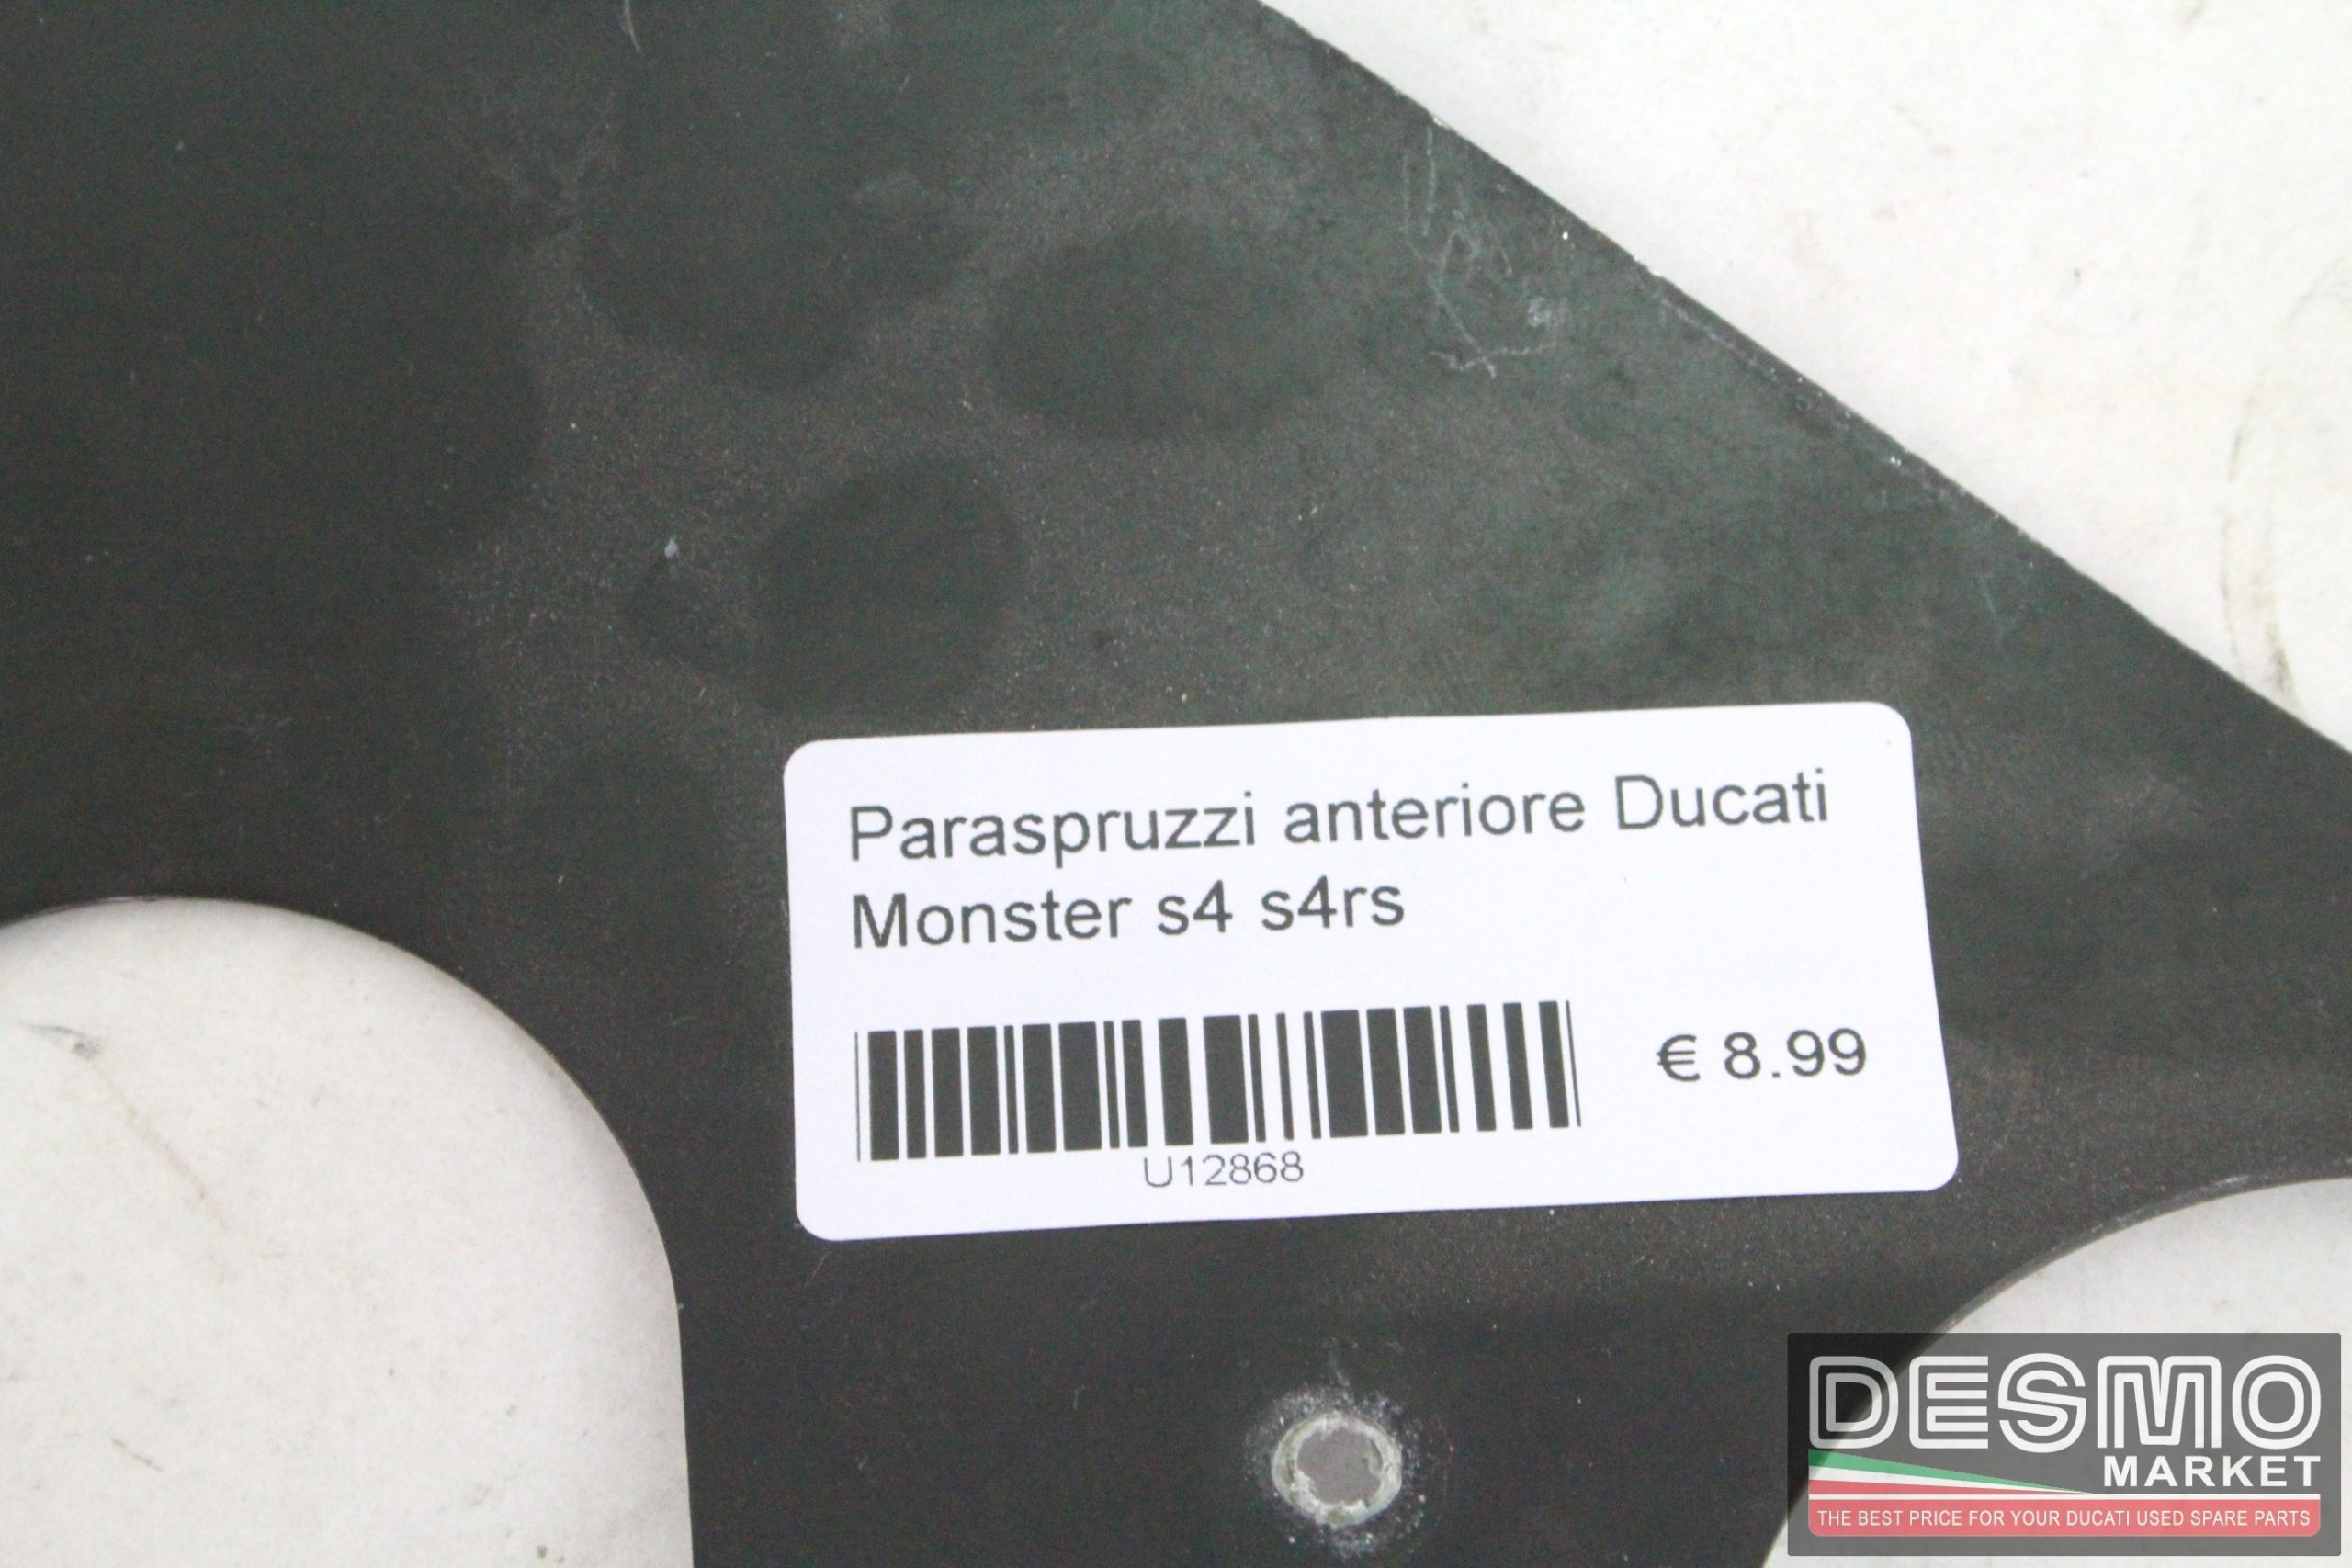 Paraspruzzi anteriore Ducati
Monster s4 s4rs
€ 8.99
U12868
DESMO
MARKET
THE BEST PRICE FOR YOUR DUCATI USED SPARE PARTS